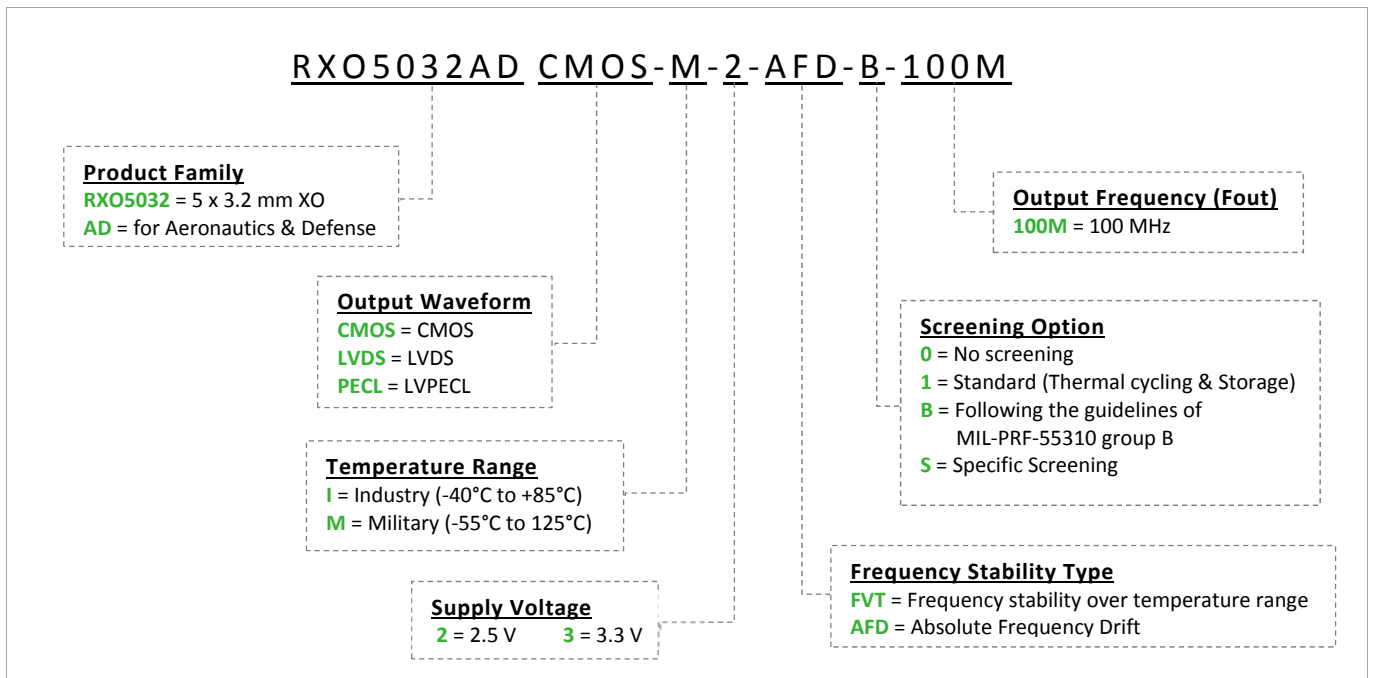 RXO5032AD CMOS-M-2-AFD-B-100M
Product Family
RXO5032 = 5 x 3.2 mm XO
AD = for Aeronautics & Defense
Output Frequency (Fout)
100M = 100 MHz
Output Waveform
CMOS = CMOS
LVDS = LVDS
PECL = LVPECL
Screening Option
0 = No screening
1 = Standard (Thermal cycling & Storage)
B = Following the guidelines of
MIL-PRF-55310 group B
S = Specific Screening
Temperature Range
I = Industry (-40°C to +85°C)
M = Military (-55°C to 125°C)
Frequency Stability Type
FVT = Frequency stability over temperature range
AFD = Absolute Frequency Drift
Supply Voltage
2 = 2.5 V 3 = 3.3 V